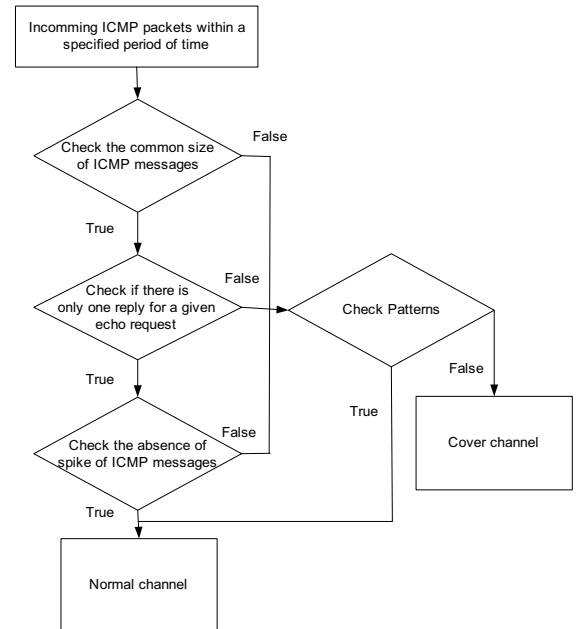 Incomming ICMP packets within a
specified period of time
False
Check the common size
of ICMP messages
True
False
Check if there is
only one reply for a given
echo request
Check Patterns
True
False
True
False
Check the absence of
spike of ICMP messages
Cover channel
True
Normal channel